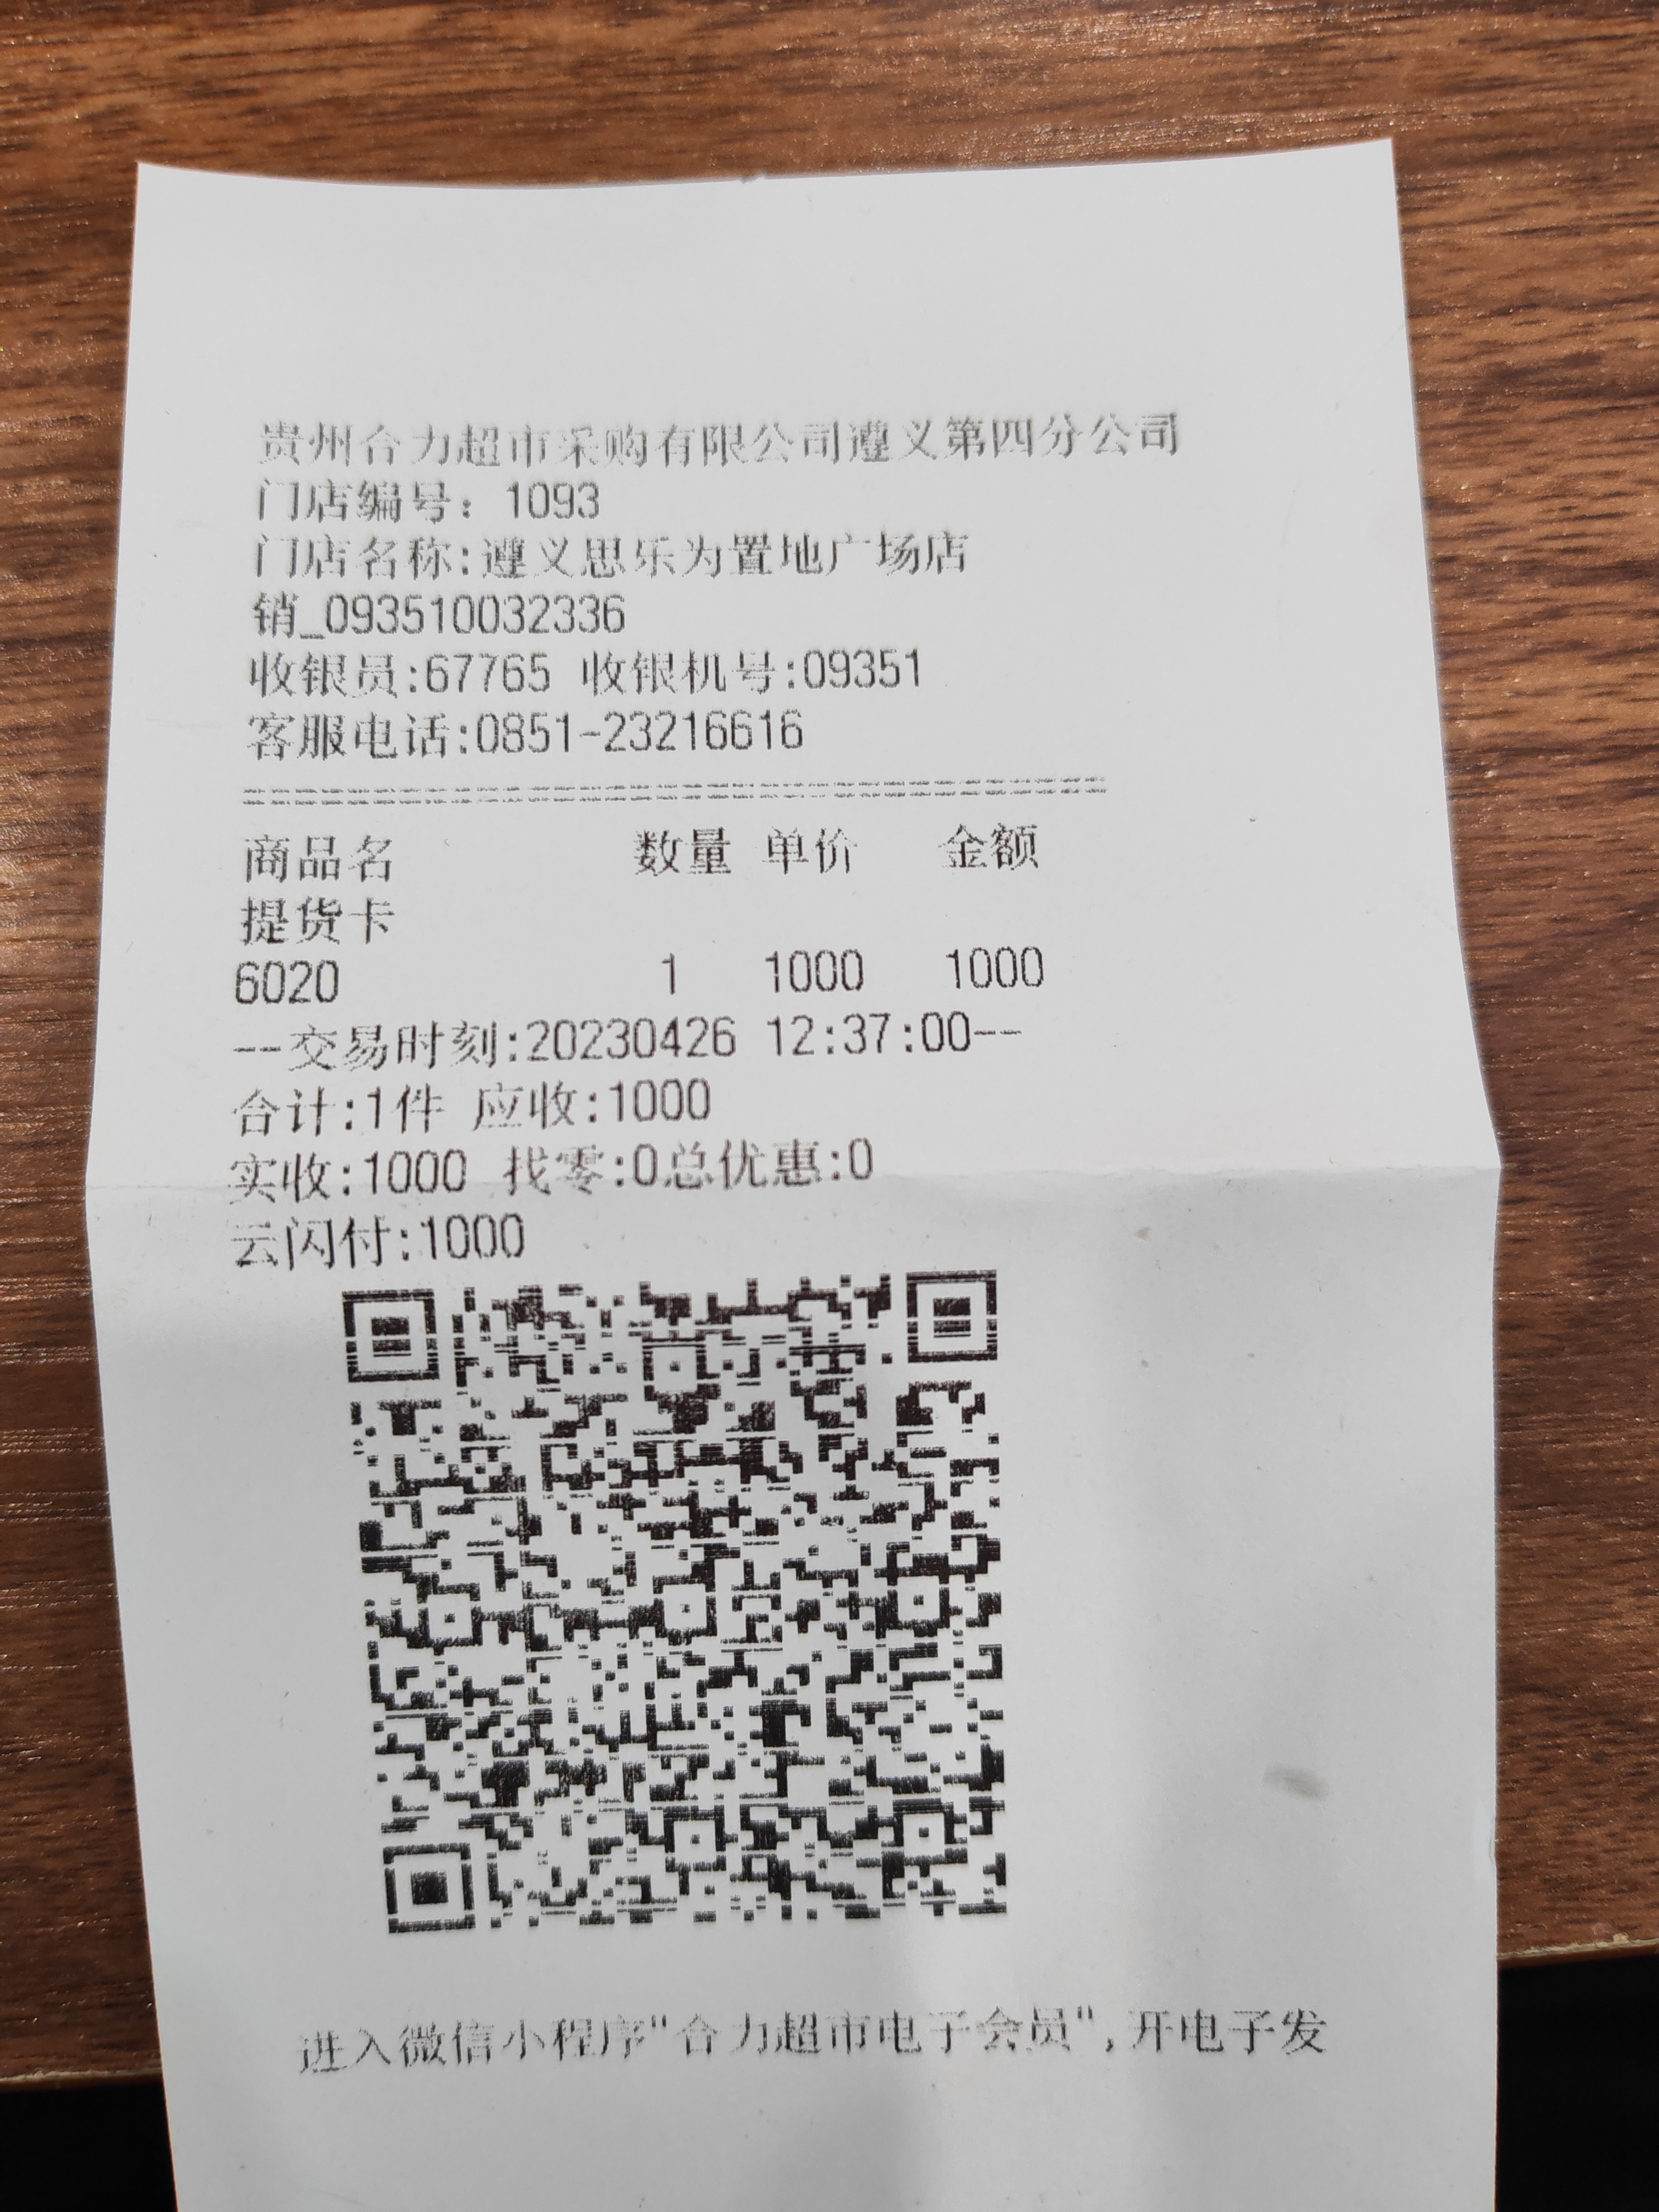 贵州合力超市采购有限公司遵义第四分公司
门店编号：1093
门店名称:遵义思乐为置地广场店
销_093510032336
收银员:67765 收银机号:09351
客服电话:0851-23216616
商品名 数量 单价 金额
提货卡
6020 1 1000 1000
--交易时刻:20230426 12:37:00--
合计:1件 应收:1000
实收:1000 找零:0总优惠:0
云闪付:1000
进入微信小程序"合力超市电子会员",开电子发